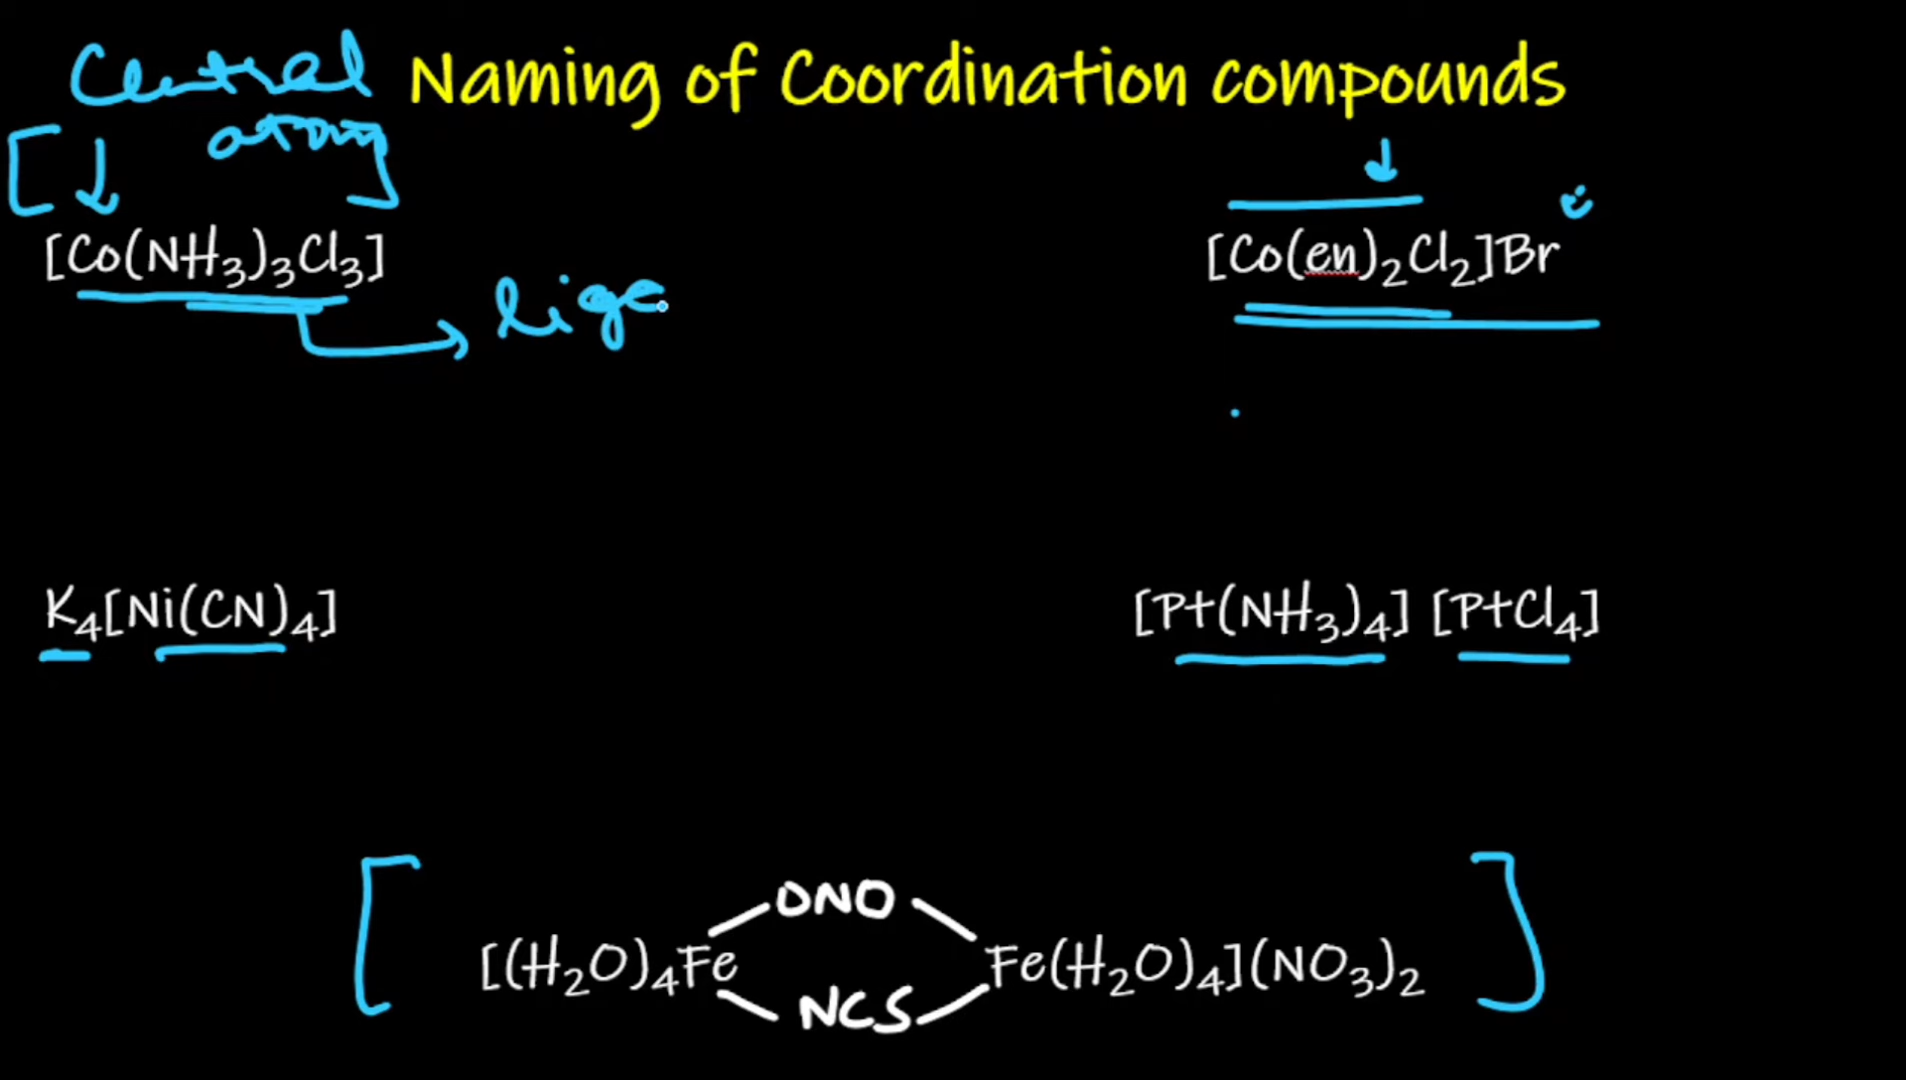 Central Naming of Coordination compounds
atom
[Co(NH₃)₃Cl₃] [Co(en)₂Cl₂]Br
lige
K₄[Ni(CN)₄] [Pt(NH₃)₄] [PtCl₄]
ONO
[(H₂O)₄Fe Fe(H₂O)₄](NO₃)₂
NCS